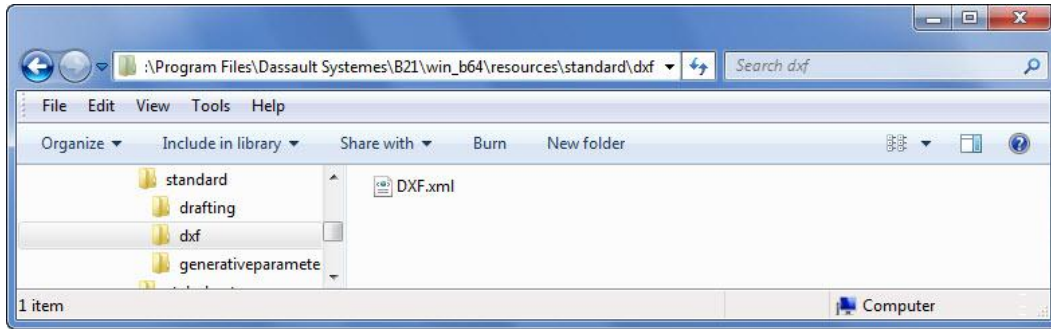 :\Program Files\Dassault Systemes\B21\win_b64\resources\standard\dxf
Search dxf
File Edit View Tools Help
Organize Include in library Share with Burn New folder
standard
DXF.xml
drafting
dxf
generativeparamete
1 item
Computer